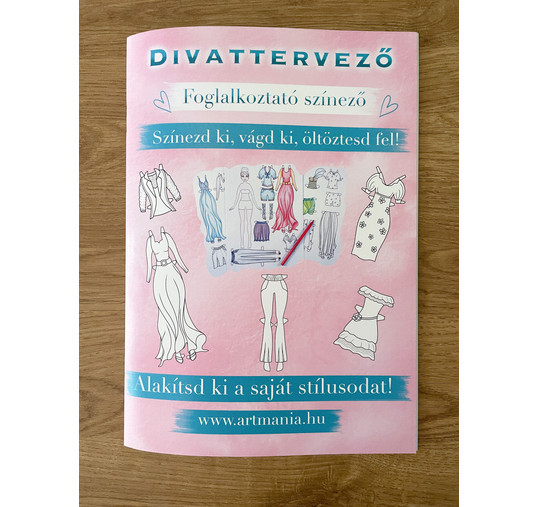 DIVATTERVEZŐ
Foglalkoztató színező
Színezd ki, vágd ki, öltöztesd fel!
Alakítsd ki a saját stílusodat!
www.artmania.hu